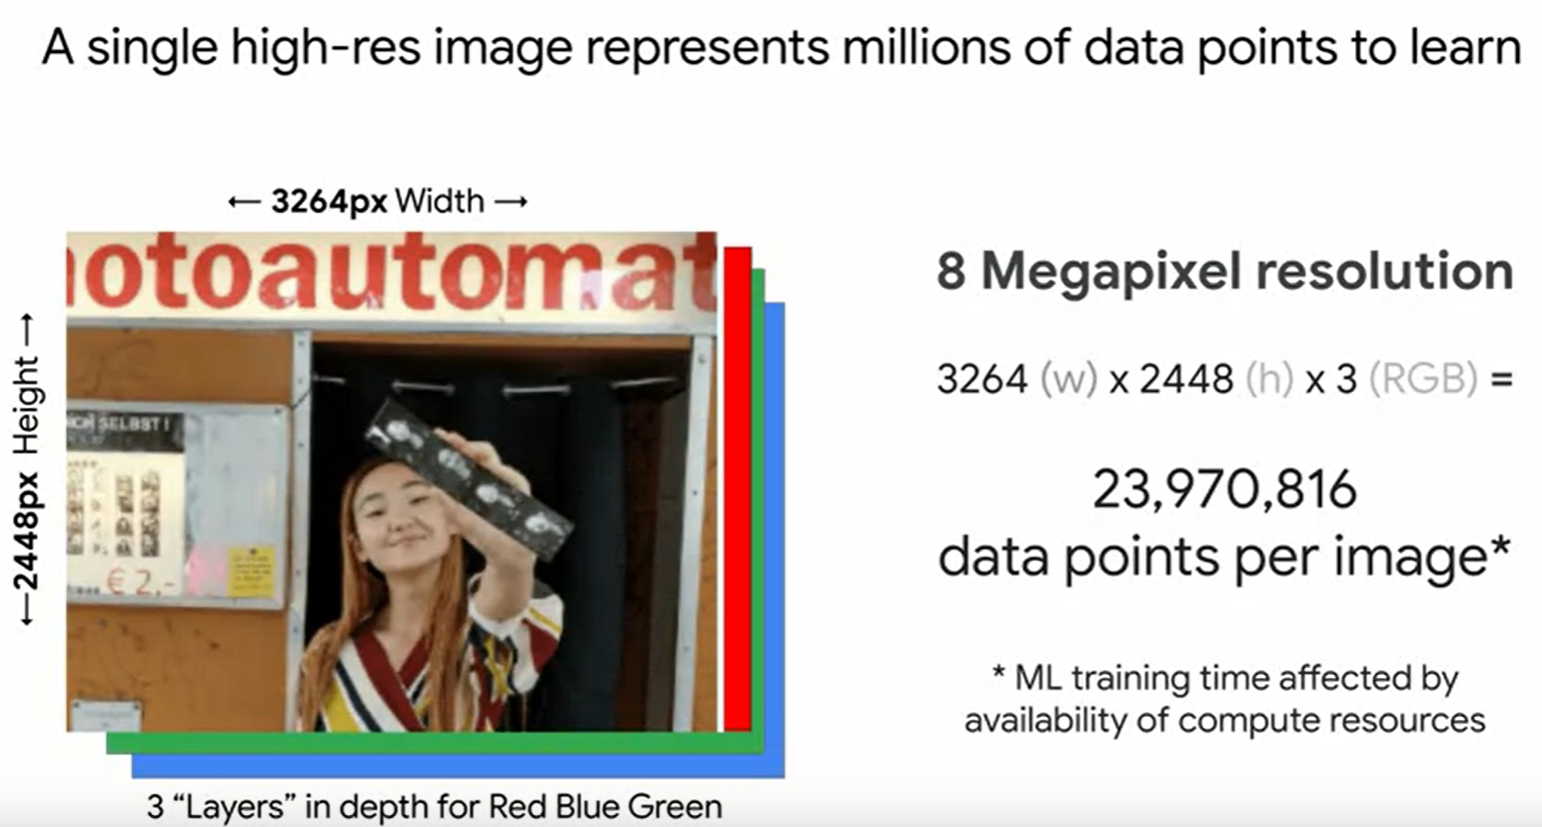 A single high-res image represents millions of data points to learn
← 3264px Width →
←2448px Height →
otoautomat
SELBST !
€ 2,-
3 “Layers” in depth for Red Blue Green
8 Megapixel resolution
3264 (w) x 2448 (h) x 3 (RGB) =
23,970,816
data points per image*
* ML training time affected by
availability of compute resources